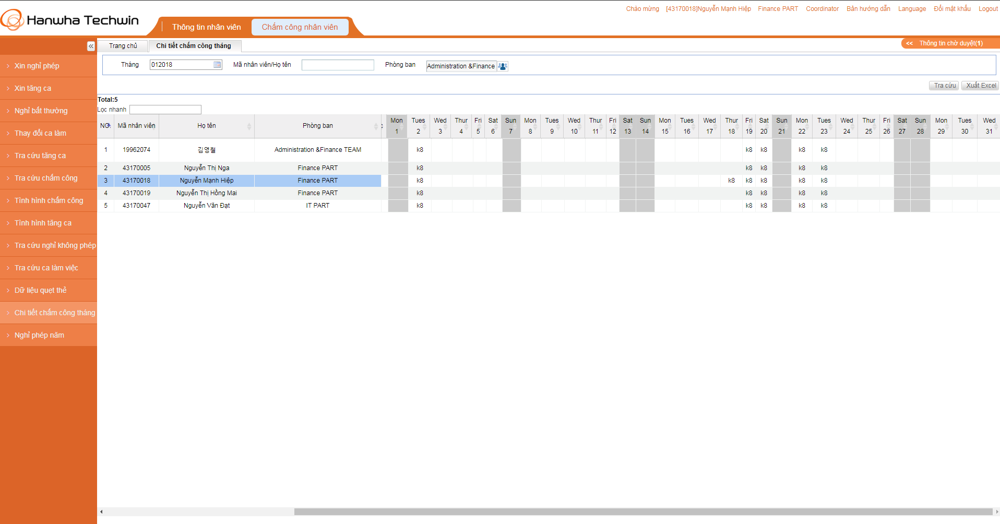 Chào mừng [43170018]Nguyễn Mạnh Hiệp Finance PART Coordinator Bản hướng dẫn Language Đổi mật khẩu Logout
Hanwha Techwin
Thông tin nhân viên Chấm công nhân viên
Trang chủ Chi tiết chấm công tháng << Thông tin chờ duyệt(1)
Xin nghỉ phép
Xin tăng ca
Nghỉ bất thường
Thay đổi ca làm
Tra cứu tăng ca
Tra cứu chấm công
Tình hình chấm công
Tình hình tăng ca
Tra cứu nghỉ không phép
Tra cứu ca làm việc
Dữ liệu quẹt thẻ
Chi tiết chấm công tháng
Nghỉ phép năm
Tháng 012018 Mã nhân viên/Họ tên Phòng ban Administration &Finance
Tra cứu Xuất Excel
Total:5
Lọc nhanh
NO. Mã nhân viên Họ tên Phòng ban Mon Tues Wed Thur Fri Sat Sun Mon Tues Wed Thur Fri Sat Sun Mon Tues Wed Thur Fri Sat Sun Mon Tues Wed Thur Fri Sat Sun Mon Tues Wed
1 2 3 4 5 6 7 8 9 10 11 12 13 14 15 16 17 18 19 20 21 22 23 24 25 26 27 28 29 30 31
1 19962074 김영철 Administration &Finance TEAM k8 k8 k8 k8 k8
2 43170005 Nguyễn Thị Nga Finance PART k8 k8 k8 k8 k8
3 43170018 Nguyễn Mạnh Hiệp Finance PART k8 k8 k8 k8 k8 k8
4 43170019 Nguyễn Thị Hồng Mai Finance PART k8 k8 k8 k8 k8
5 43170047 Nguyễn Văn Đạt IT PART k8 k8 k8 k8 k8